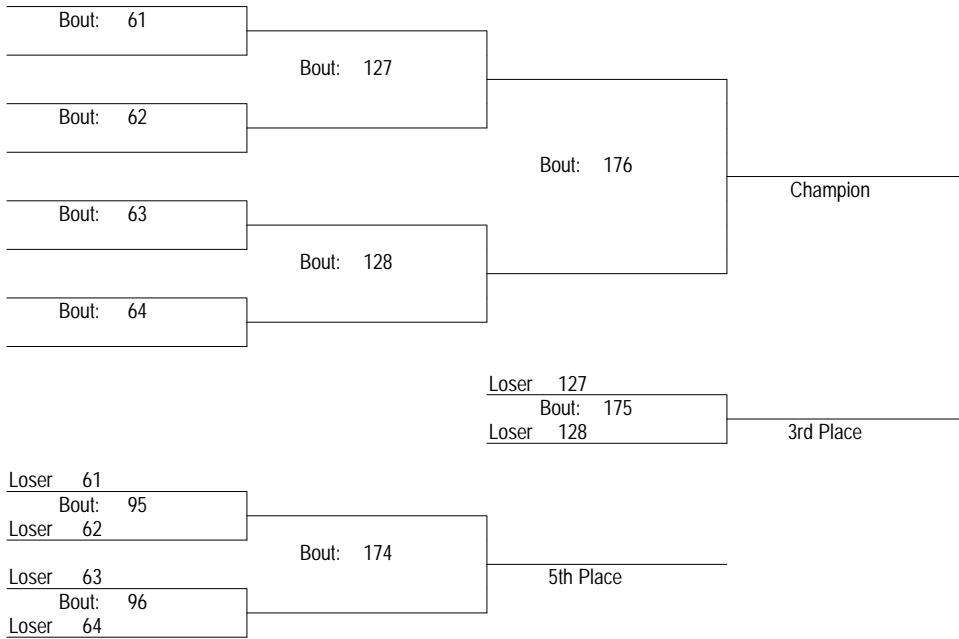 Bout: 61
Bout: 127
Bout: 62
Bout: 176
Champion
Bout: 63
Bout: 128
Bout: 64
Loser 127
Bout: 175
Loser 128
3rd Place
Loser 61
Bout: 95
Loser 62
Bout: 174
5th Place
Loser 63
Bout: 96
Loser 64